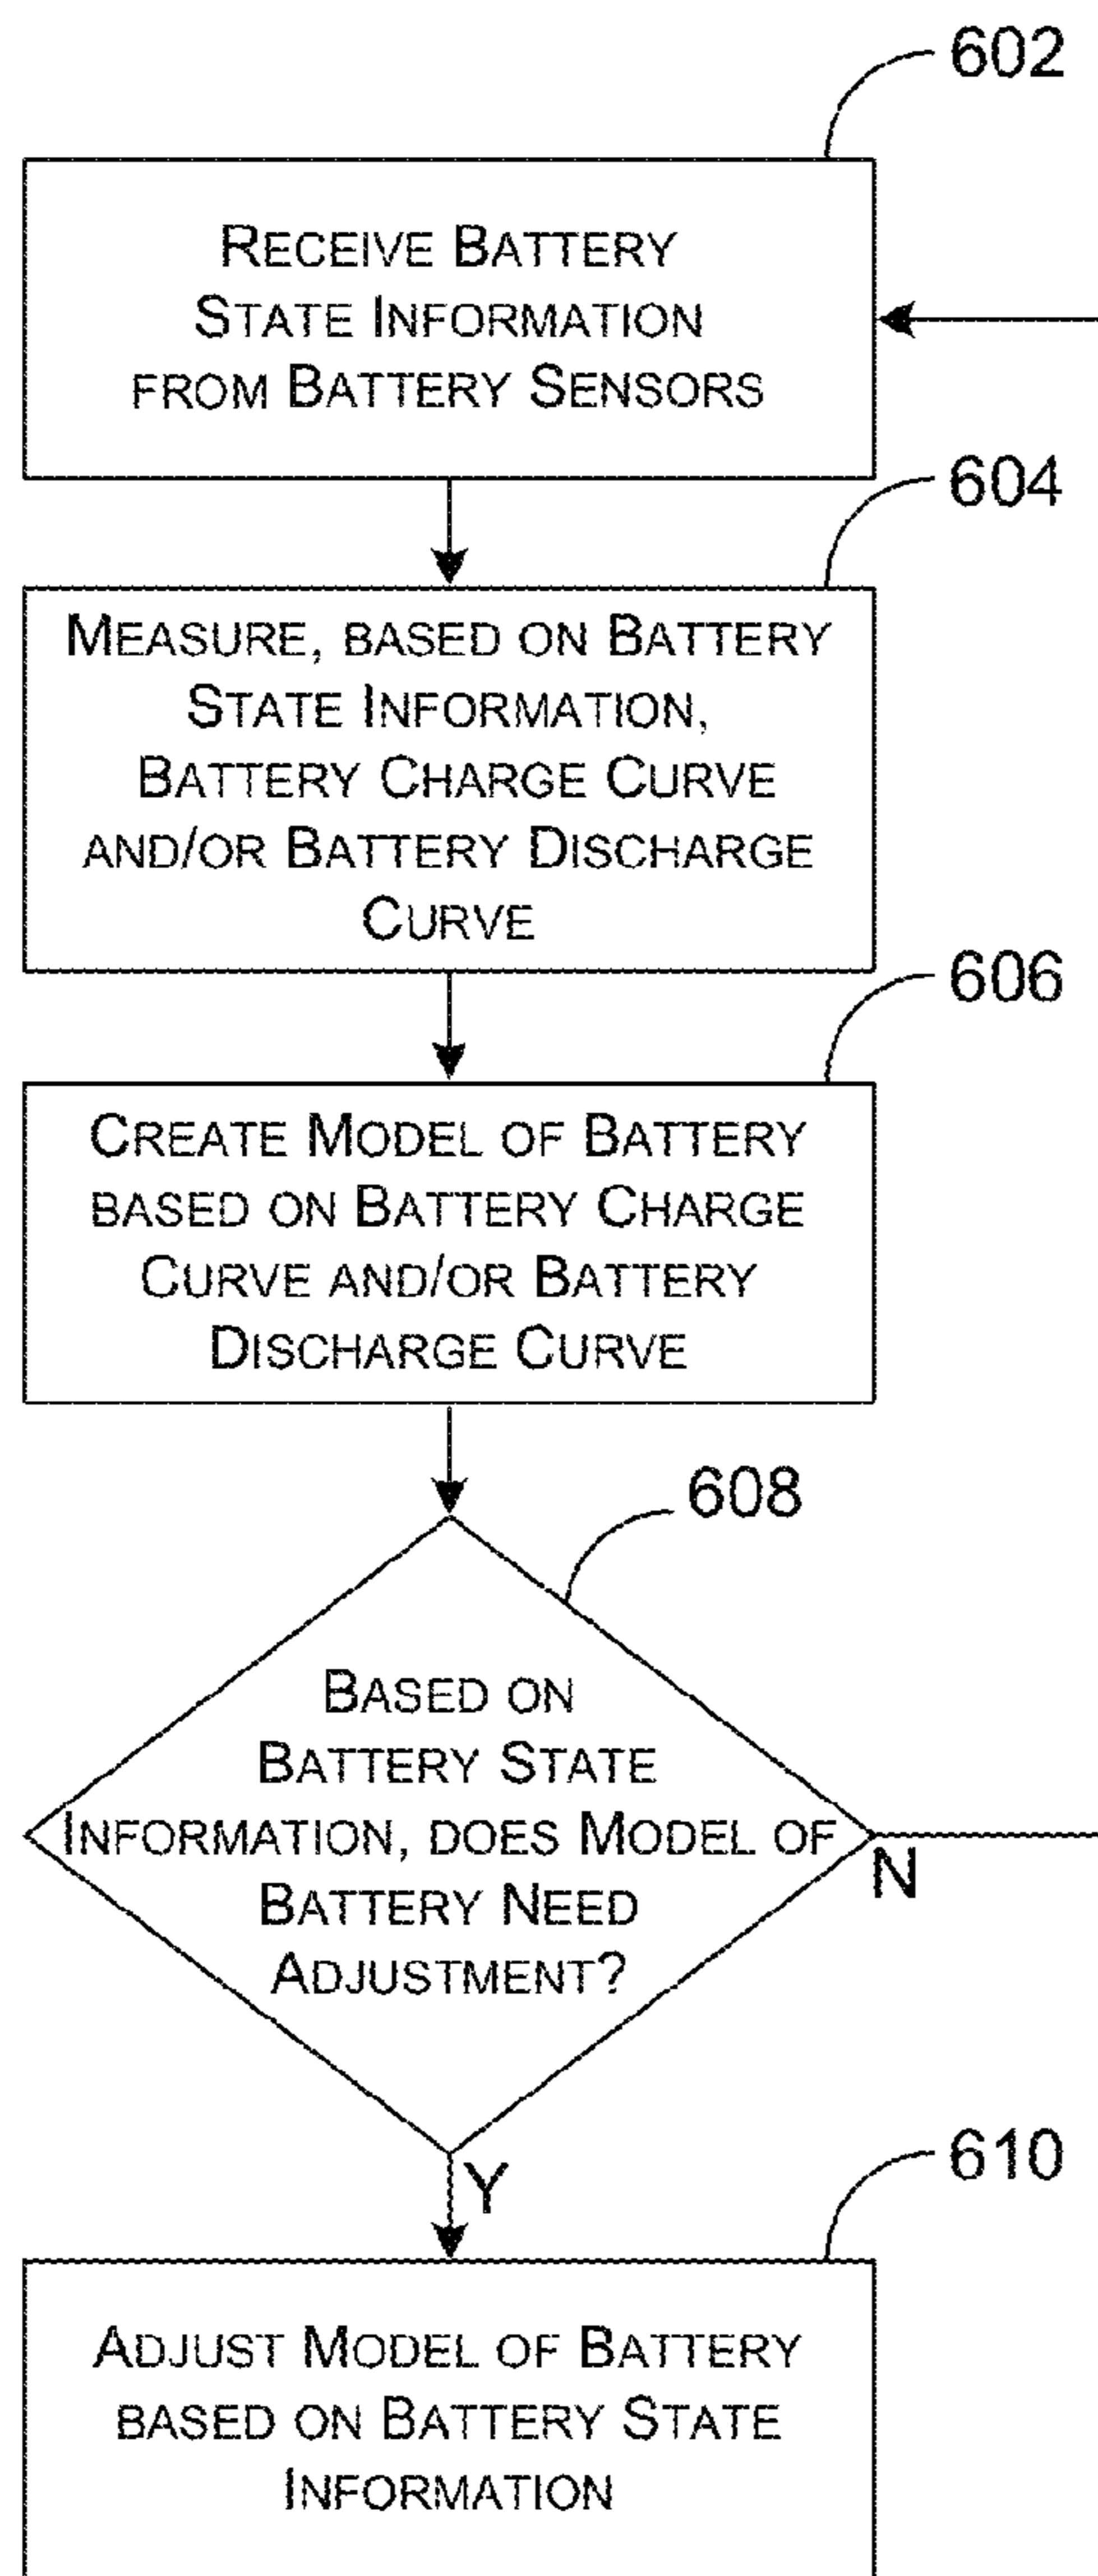 602
RECEIVE BATTERY
STATE INFORMATION
FROM BATTERY SENSORS
604
MEASURE, BASED ON BATTERY
STATE INFORMATION,
BATTERY CHARGE CURVE
AND/OR BATTERY DISCHARGE
CURVE
606
CREATE MODEL OF BATTERY
BASED ON BATTERY CHARGE
CURVE AND/OR BATTERY
DISCHARGE CURVE
608
BASED ON
BATTERY STATE
INFORMATION, DOES MODEL OF
BATTERY NEED
ADJUSTMENT?
N
Y
610
ADJUST MODEL OF BATTERY
BASED ON BATTERY STATE
INFORMATION